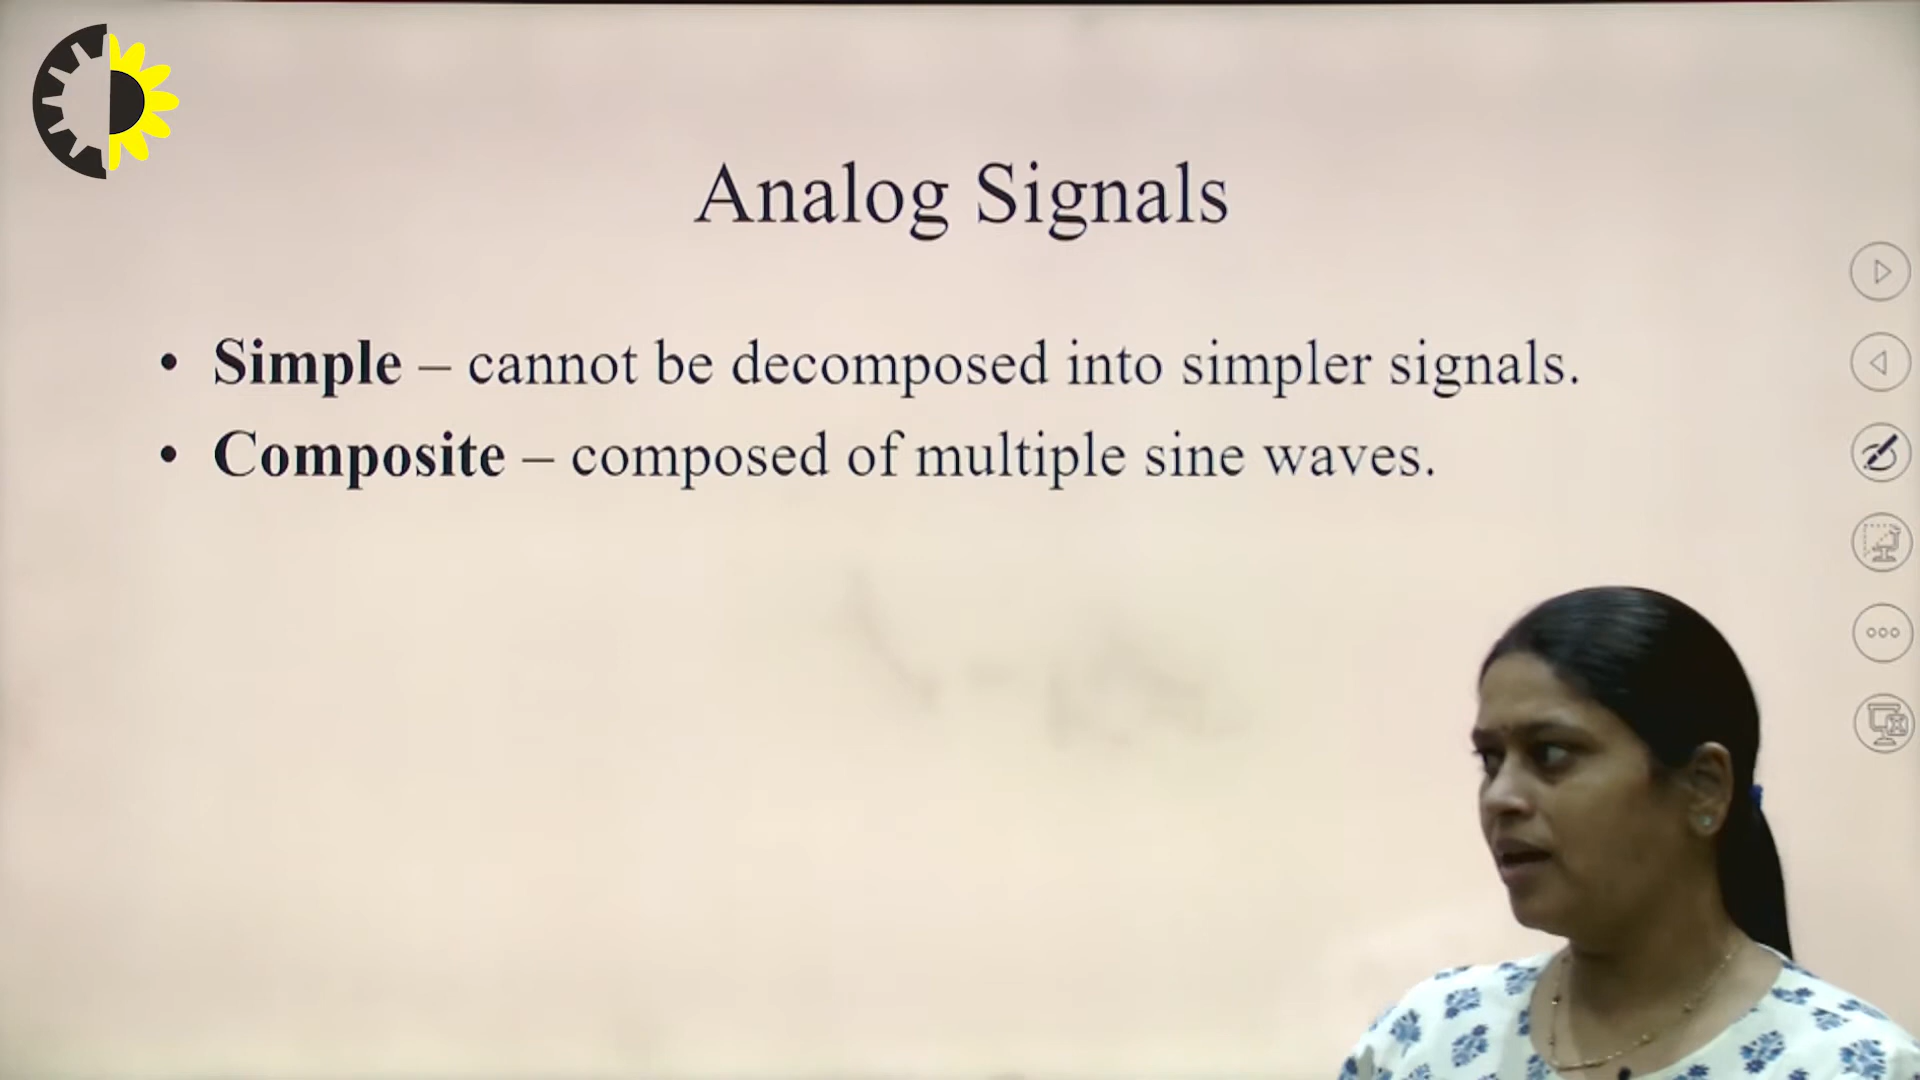 Analog Signals
• Simple – cannot be decomposed into simpler signals.
• Composite – composed of multiple sine waves.